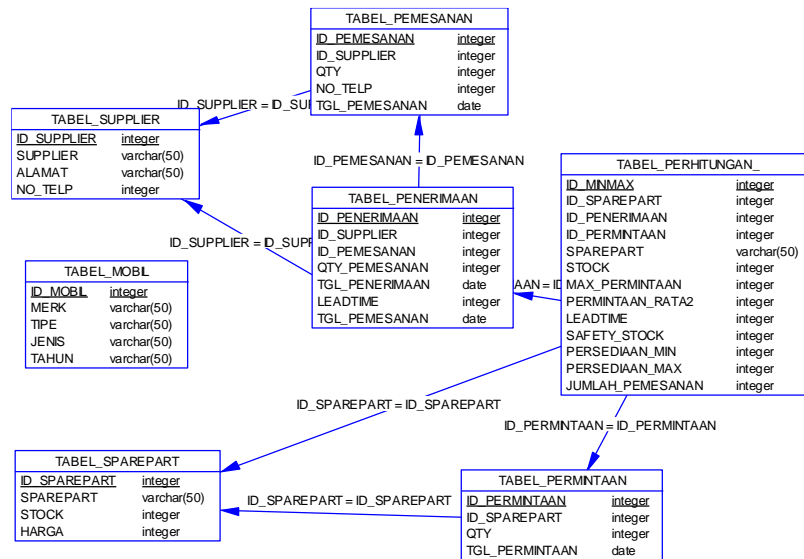 TABEL_PEMESANAN
ID_PEMESANAN integer
ID_SUPPLIER integer
QTY integer
NO_TELP integer
TGL_PEMESANAN date
ID_SUPPLIER = ID_SUP
TABEL_SUPPLIER
ID_SUPPLIER integer
SUPPLIER varchar(50)
ALAMAT varchar(50)
NO_TELP integer
ID_PEMESANAN = ID_PEMESANAN
TABEL_PENERIMAAN
ID_PENERIMAAN integer
ID_SUPPLIER integer
ID_PEMESANAN integer
QTY_PEMESANAN integer
TGL_PENERIMAAN date
LEADTIME integer
TGL_PEMESANAN date
ID_SUPPLIER = ID_SUP
TABEL_PERHITUNGAN_
ID_MINMAX integer
ID_SPAREPART integer
ID_PENERIMAAN integer
ID_PERMINTAAN integer
SPAREPART varchar(50)
STOCK integer
MAX_PERMINTAAN integer
PERMINTAAN_RATA2 integer
LEADTIME integer
SAFETY_STOCK integer
PERSEDIAAN_MIN integer
PERSEDIAAN_MAX integer
JUMLAH_PEMESANAN integer
AAN = ID
TABEL_MOBIL
ID_MOBIL integer
MERK varchar(50)
TIPE varchar(50)
JENIS varchar(50)
TAHUN varchar(50)
ID_SPAREPART = ID_SPAREPART
ID_PERMINTAAN = ID_PERMINTAAN
TABEL_SPAREPART
ID_SPAREPART integer
SPAREPART varchar(50)
STOCK integer
HARGA integer
ID_SPAREPART = ID_SPAREPART
TABEL_PERMINTAAN
ID_PERMINTAAN integer
ID_SPAREPART integer
QTY integer
TGL_PERMINTAAN date